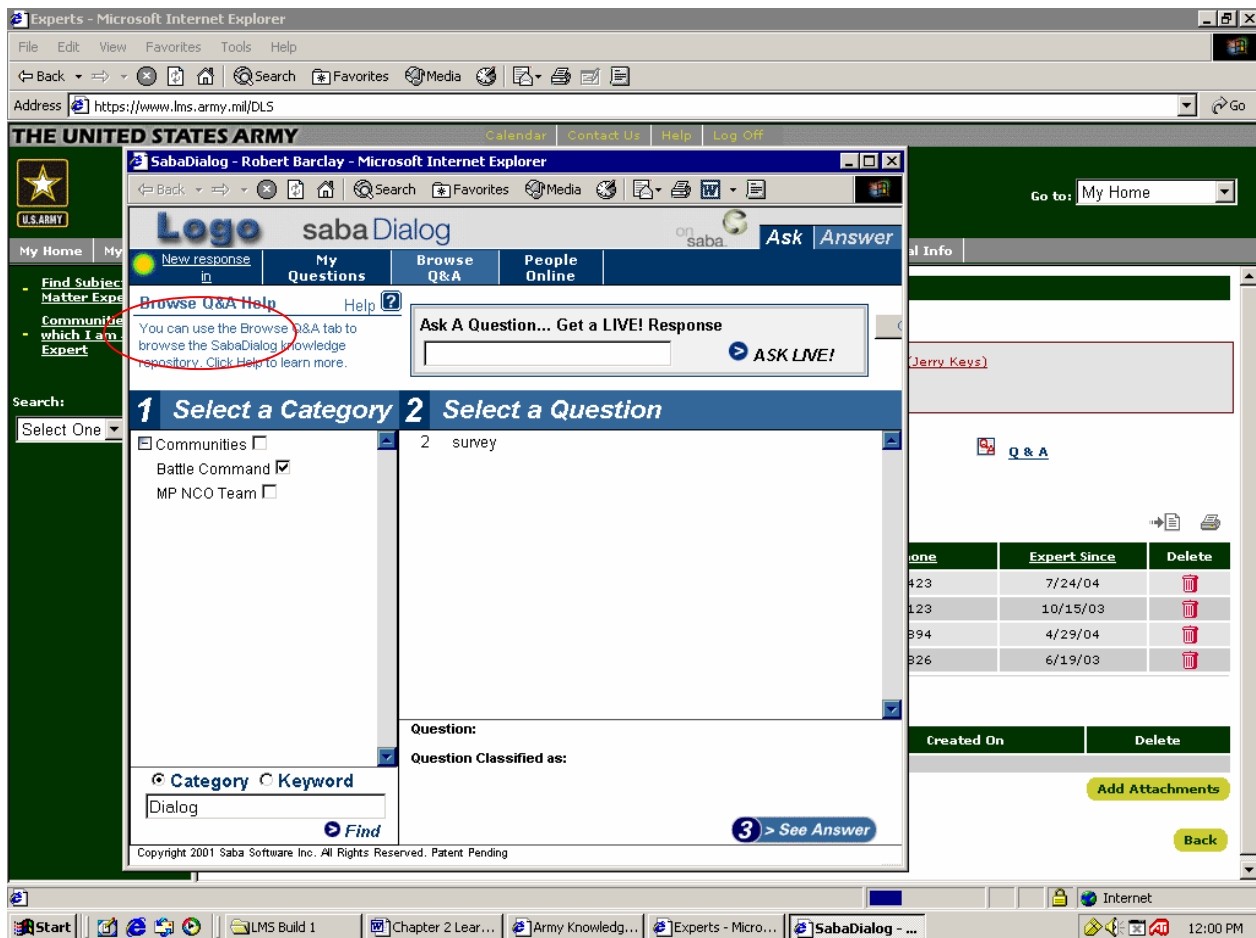 Experts - Microsoft Internet Explorer
File Edit View Favorites Tools Help
Back Search Favorites Media
Address https://www.lms.army.mil/DLS Go
THE UNITED STATES ARMY
Calendar Contact Us Help Log Off
U.S.ARMY
Go to: My Home
My Home My
al Info
Find Subjec
Matter Expe
Communitie
which I am
Expert
Search:
Select One
SabaDialog - Robert Barclay - Microsoft Internet Explorer
Back Search Favorites Media
Logo saba Dialog on saba. Ask Answer
New response in
My Questions
Browse Q&A
People Online
Browse Q&A Help Help ?
You can use the Browse Q&A tab to
browse the SabaDialog knowledge
repository. Click Help to learn more.
Ask A Question... Get a LIVE! Response
ASK LIVE!
1 Select a Category 2 Select a Question
Communities
Battle Command
MP NCO Team
2 survey
Question:
Question Classified as:
Category Keyword
Dialog
Find
3 > See Answer
Copyright 2001 Saba Software Inc. All Rights Reserved. Patent Pending
(Jerry Keys)
Q & A
one Expert Since Delete
423 7/24/04
123 10/15/03
894 4/29/04
826 6/19/03
Created On Delete
Add Attachments
Back
Internet
Start LMS Build 1 Chapter 2 Lear... Army Knowledg... Experts - Micro... SabaDialog - ... 12:00 PM